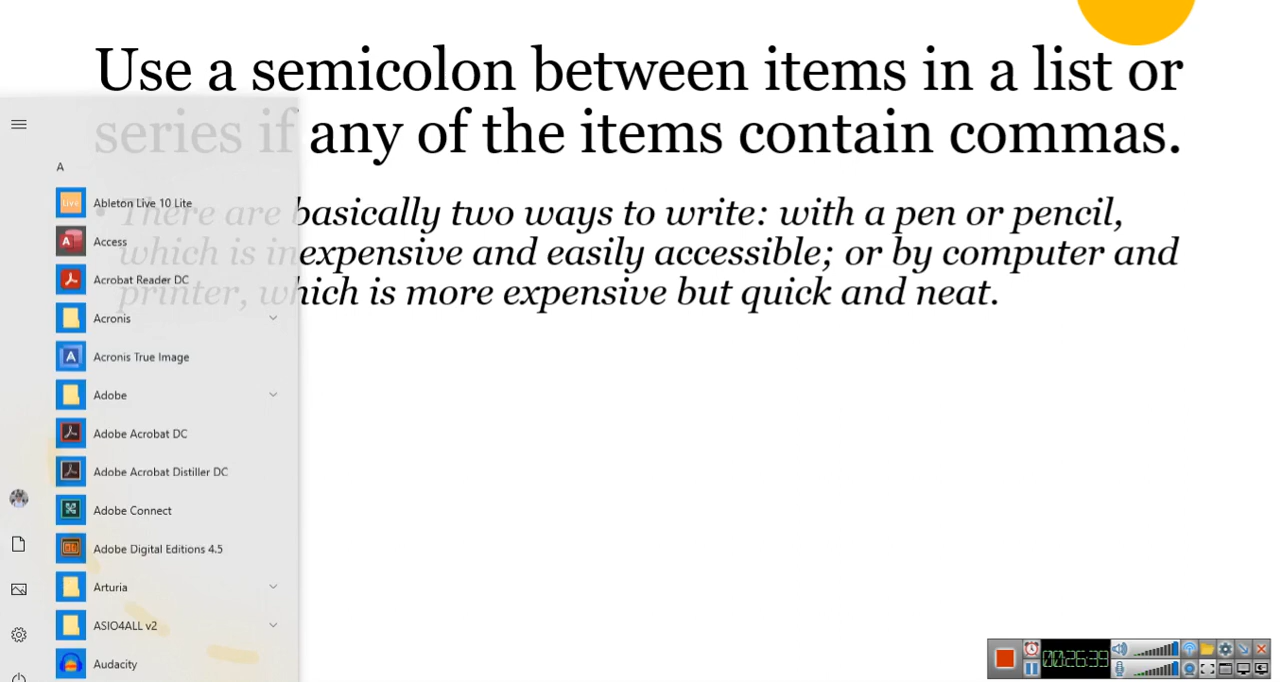 Use a semicolon between items in a list or
series if any of the items contain commas.
• There are basically two ways to write: with a pen or pencil,
which is inexpensive and easily accessible; or by computer and
printer, which is more expensive but quick and neat.
A
Live
Ableton Live 10 Lite
Access
Acrobat Reader DC
Acronis
Acronis True Image
Adobe
Adobe Acrobat DC
Adobe Acrobat Distiller DC
Adobe Connect
Adobe Digital Editions 4.5
Arturia
ASIO4ALL v2
Audacity
00:26:39